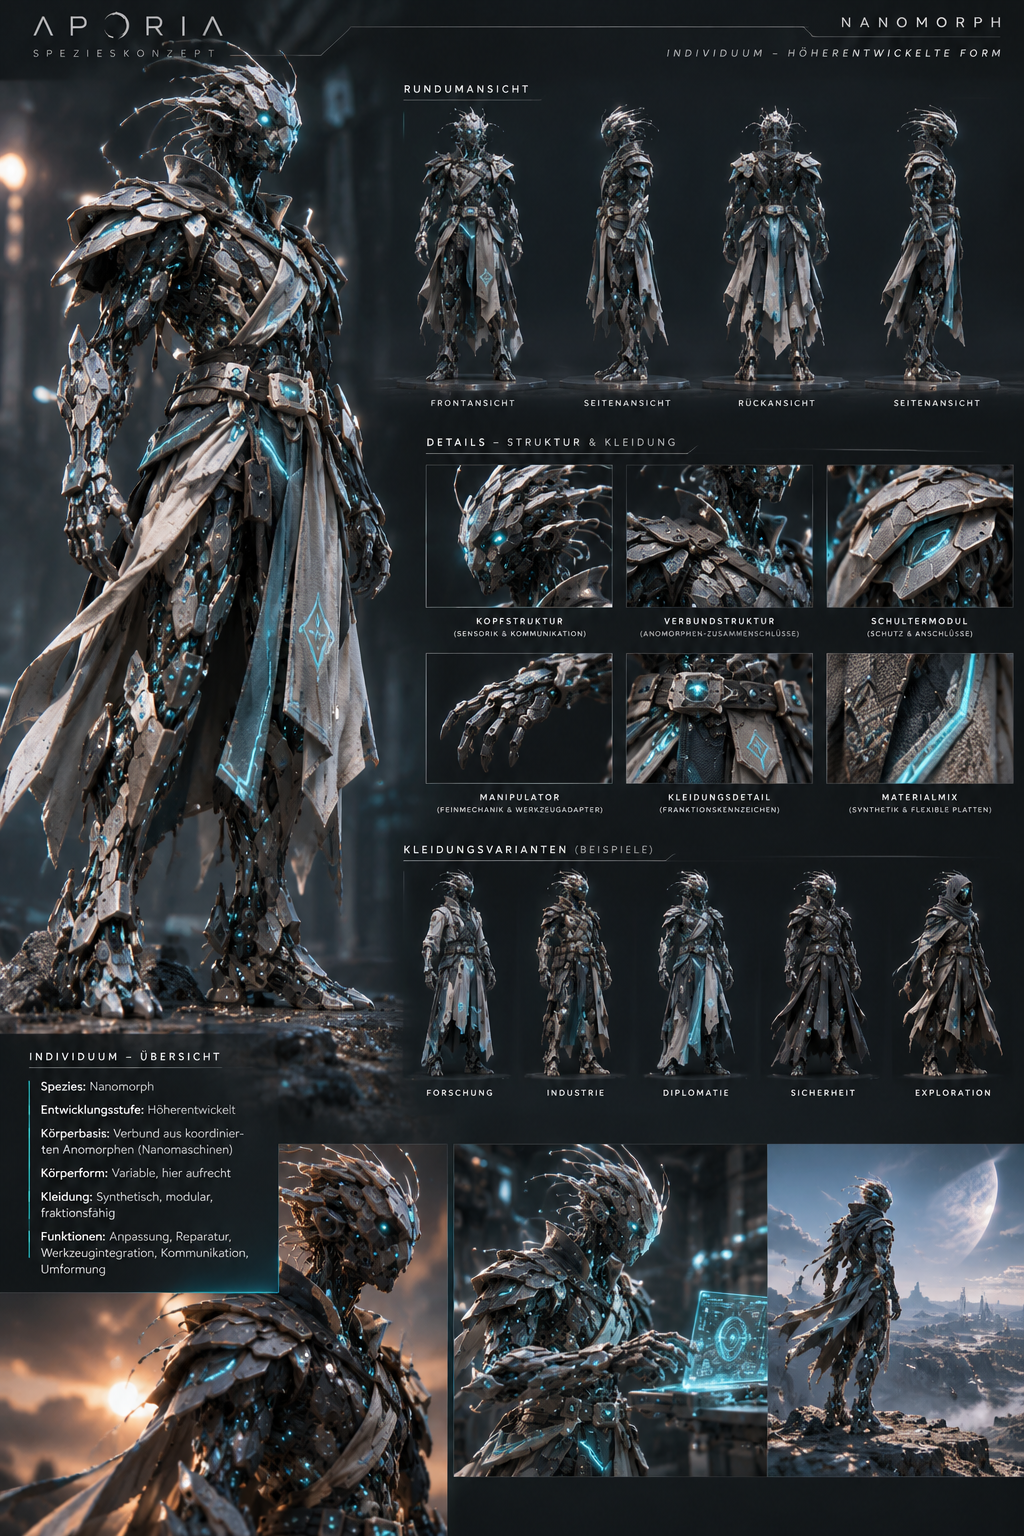 APORIA
SPEZIESKONZEPT
NANOMORPH
INDIVIDUUM – HÖHERENTWICKELTE FORM
RUNDUMANSICHT
FRONTANSICHT
SEITENANSICHT
RÜCKANSICHT
SEITENANSICHT
DETAILS – STRUKTUR & KLEIDUNG
KOPFSTRUKTUR
(SENSORIK & KOMMUNIKATION)
VERBUNDSTRUKTUR
(ANOMORPHEN-ZUSAMMENSCHLÜSSE)
SCHULTERMODUL
(SCHUTZ & ANSCHLÜSSE)
MANIPULATOR
(FEINMECHANIK & WERKZEUGADAPTER)
KLEIDUNGSDETAIL
(FRANKTIONSKENNZEICHEN)
MATERIALMIX
(SYNTHETIK & FLEXIBLE PLATTEN)
KLEIDUNGSVARIANTEN (BEISPIELE)
FORSCHUNG
INDUSTRIE
DIPLOMATIE
SICHERHEIT
EXPLORATION
INDIVIDUUM – ÜBERSICHT
Spezies: Nanomorph
Entwicklungsstufe: Höherentwickelt
Körperbasis: Verbund aus koordinier-
ten Anomorphen (Nanomaschinen)
Körperform: Variable, hier aufrecht
Kleidung: Synthetisch, modular,
fraktionsfähig
Funktionen: Anpassung, Reparatur,
Werkzeugintegration, Kommunikation,
Umformung